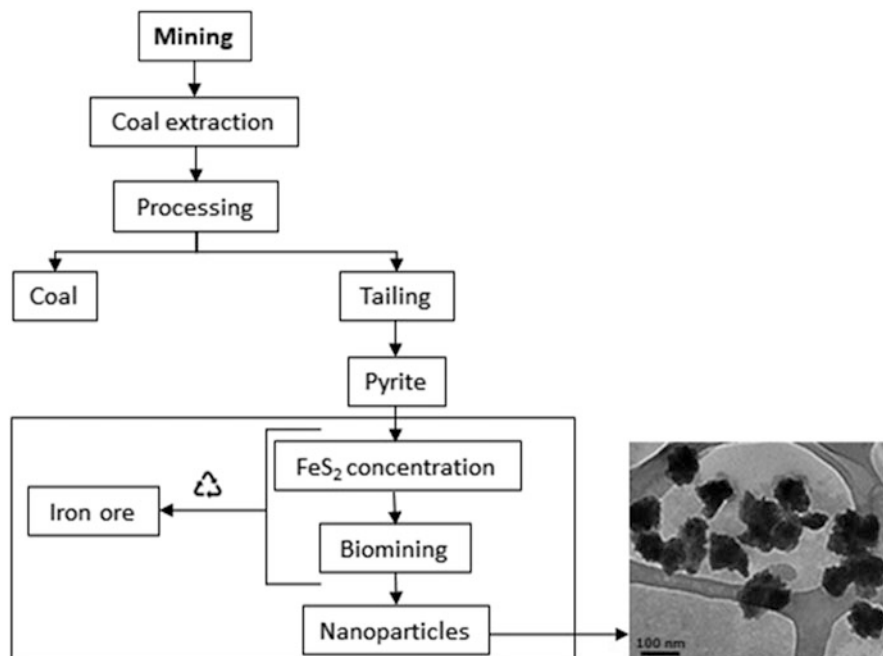 Mining
Coal extraction
Processing
Coal
Tailing
Pyrite
FeS₂ concentration
Iron ore
Biomining
Nanoparticles
100 nm